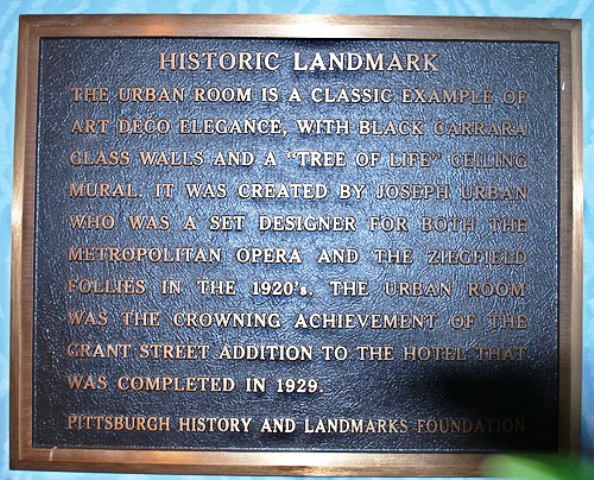 HISTORIC LANDMARK
THE URBAN ROOM IS A CLASSIC EXAMPLE OF
ART DECO ELEGANCE, WITH BLACK CARRARA
GLASS WALLS AND A "TREE OF LIFE" CEILING
MURAL. IT WAS CREATED BY JOSEPH URBAN
WHO WAS A SET DESIGNER FOR BOTH THE
METROPOLITAN OPERA AND THE ZIEGFIELD
FOLLIES IN THE 1920's. THE URBAN ROOM
WAS THE CROWNING ACHIEVEMENT OF THE
GRANT STREET ADDITION TO THE HOTEL THAT
WAS COMPLETED IN 1929.
PITTSBURGH HISTORY AND LANDMARKS FOUNDATION